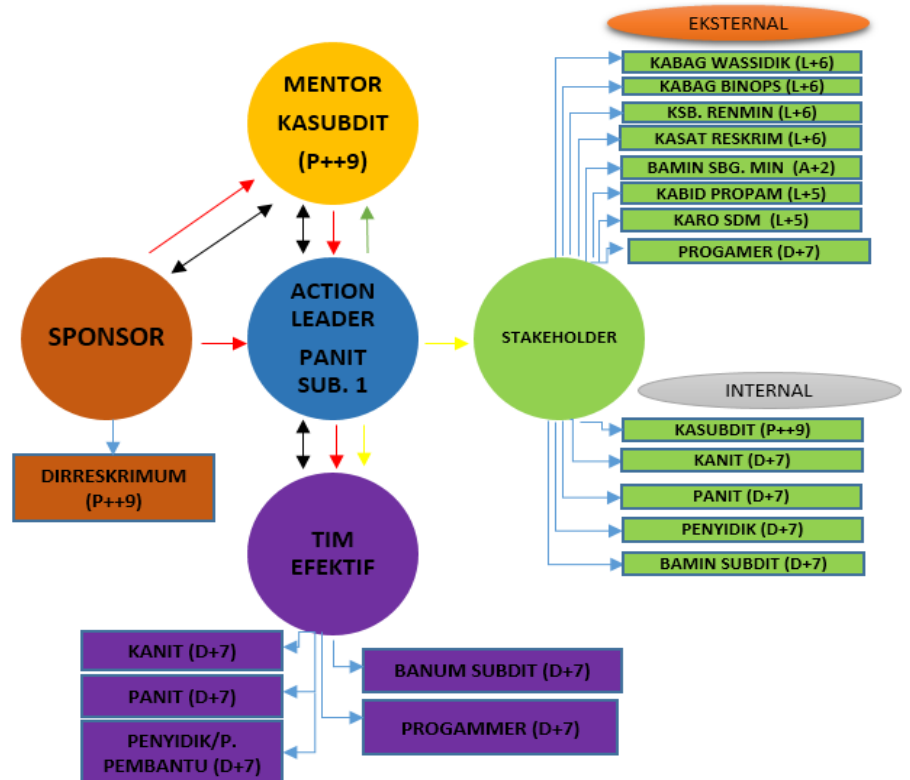 EKSTERNAL
MENTOR
KASUBDIT
(P++9)
KABAG WASSIDIK (L+6)
KABAG BINOPS (L+6)
KSB. RENMIN (L+6)
KASAT RESKRIM (L+6)
BAMIN SBG. MIN (A+2)
KABID PROPAM (L+5)
KARO SDM (L+5)
PROGAMER (D+7)
SPONSOR
ACTION
LEADER
PANIT
SUB. 1
STAKEHOLDER
INTERNAL
KASUBDIT (P++9)
KANIT (D+7)
PANIT (D+7)
PENYIDIK (D+7)
BAMIN SUBDIT (D+7)
DIRRESKRIMUM
(P++9)
TIM
EFEKTIF
KANIT (D+7)
PANIT (D+7)
PENYIDIK/P.
PEMBANTU (D+7)
BANUM SUBDIT (D+7)
PROGAMMER (D+7)